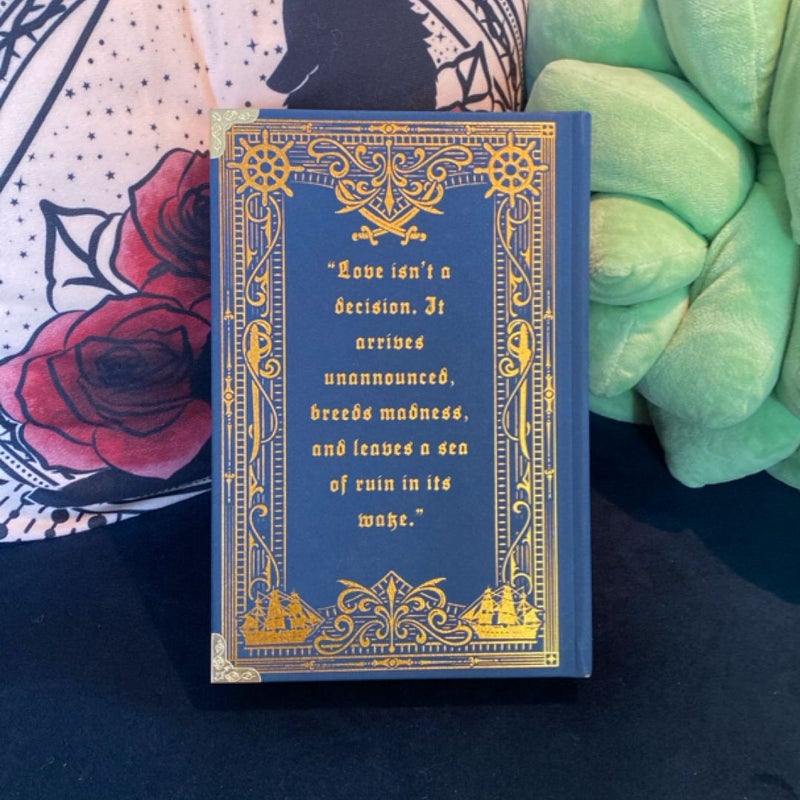 “Love isn’t a
decision. It
arrives
unannounced,
breeds madness,
and leaves a sea
of ruin in its
wake.”